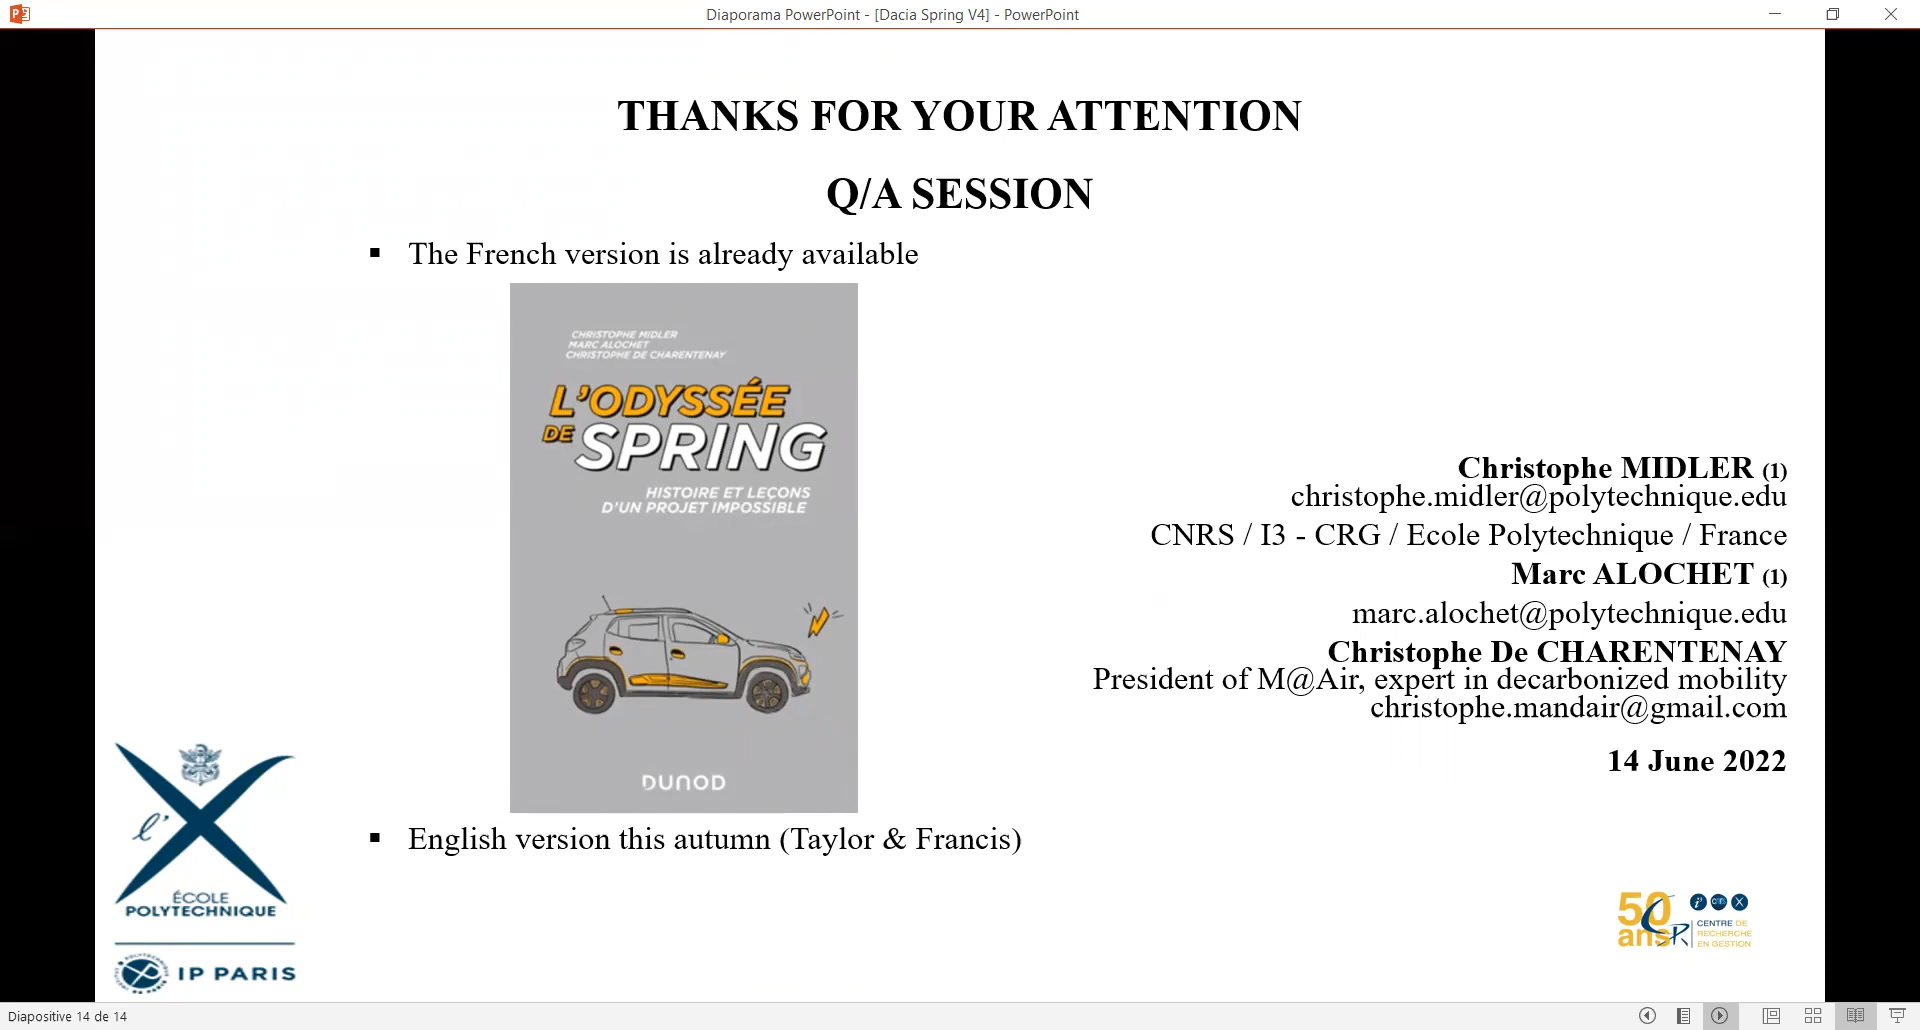 Diaporama PowerPoint - [Dacia Spring V4] - PowerPoint
THANKS FOR YOUR ATTENTION
Q/A SESSION
▪ The French version is already available
CHRISTOPHE MIDLER
MARC ALOCHET
CHRISTOPHE DE CHARENTENAY
L'ODYSSÉE
DE SPRING
HISTOIRE ET LEÇONS
D'UN PROJET IMPOSSIBLE
DUNOD
▪ English version this autumn (Taylor & Francis)
Christophe MIDLER (1)
christophe.midler@polytechnique.edu
CNRS / I3 - CRG / Ecole Polytechnique / France
Marc ALOCHET (1)
marc.alochet@polytechnique.edu
Christophe De CHARENTENAY
President of M@Air, expert in decarbonized mobility
christophe.mandair@gmail.com
14 June 2022
l'X
ÉCOLE
POLYTECHNIQUE
IP PARIS
50
ans
CR
i3 cnrs X
CENTRE DE
RECHERCHE
EN GESTION
Diapositive 14 de 14